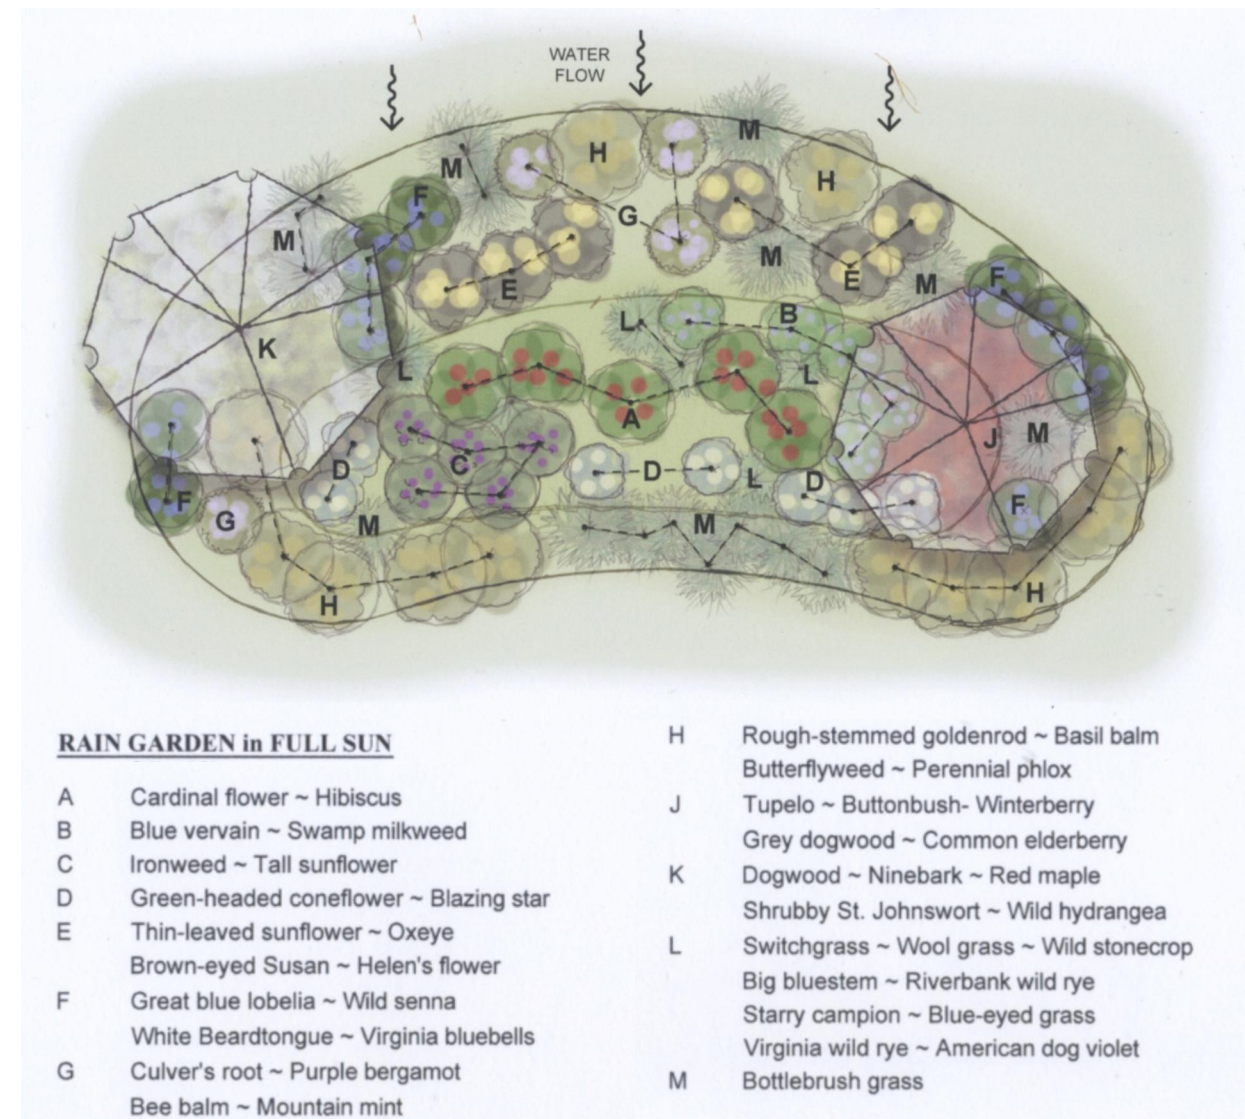 WATER
FLOW
M
H
M
H
F
M
G
M
E
E
M
F
K
L
B
L
L
A
J
M
D
C
D
L
D
F
G
M
M
F
H
H
RAIN GARDEN in FULL SUN
A Cardinal flower ~ Hibiscus
B Blue vervain ~ Swamp milkweed
C Ironweed ~ Tall sunflower
D Green-headed coneflower ~ Blazing star
E Thin-leaved sunflower ~ Oxeye
Brown-eyed Susan ~ Helen's flower
F Great blue lobelia ~ Wild senna
White Beardtongue ~ Virginia bluebells
G Culver's root ~ Purple bergamot
Bee balm ~ Mountain mint
H Rough-stemmed goldenrod ~ Basil balm
Butterflyweed ~ Perennial phlox
J Tupelo ~ Buttonbush- Winterberry
Grey dogwood ~ Common elderberry
K Dogwood ~ Ninebark ~ Red maple
Shrubby St. Johnswort ~ Wild hydrangea
L Switchgrass ~ Wool grass ~ Wild stonecrop
Big bluestem ~ Riverbank wild rye
Starry campion ~ Blue-eyed grass
Virginia wild rye ~ American dog violet
M Bottlebrush grass